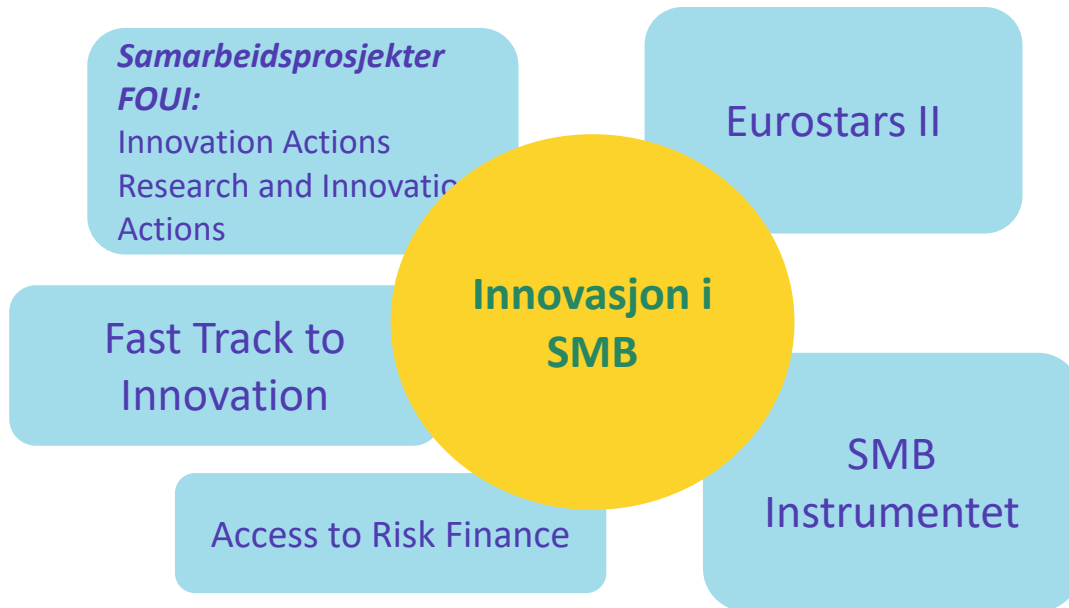 Samarbeidsprosjekter
FOUI:
Innovation Actions
Research and Innovatio
Actions
Eurostars II
Innovasjon i
SMB
Fast Track to
Innovation
SMB
Instrumentet
Access to Risk Finance